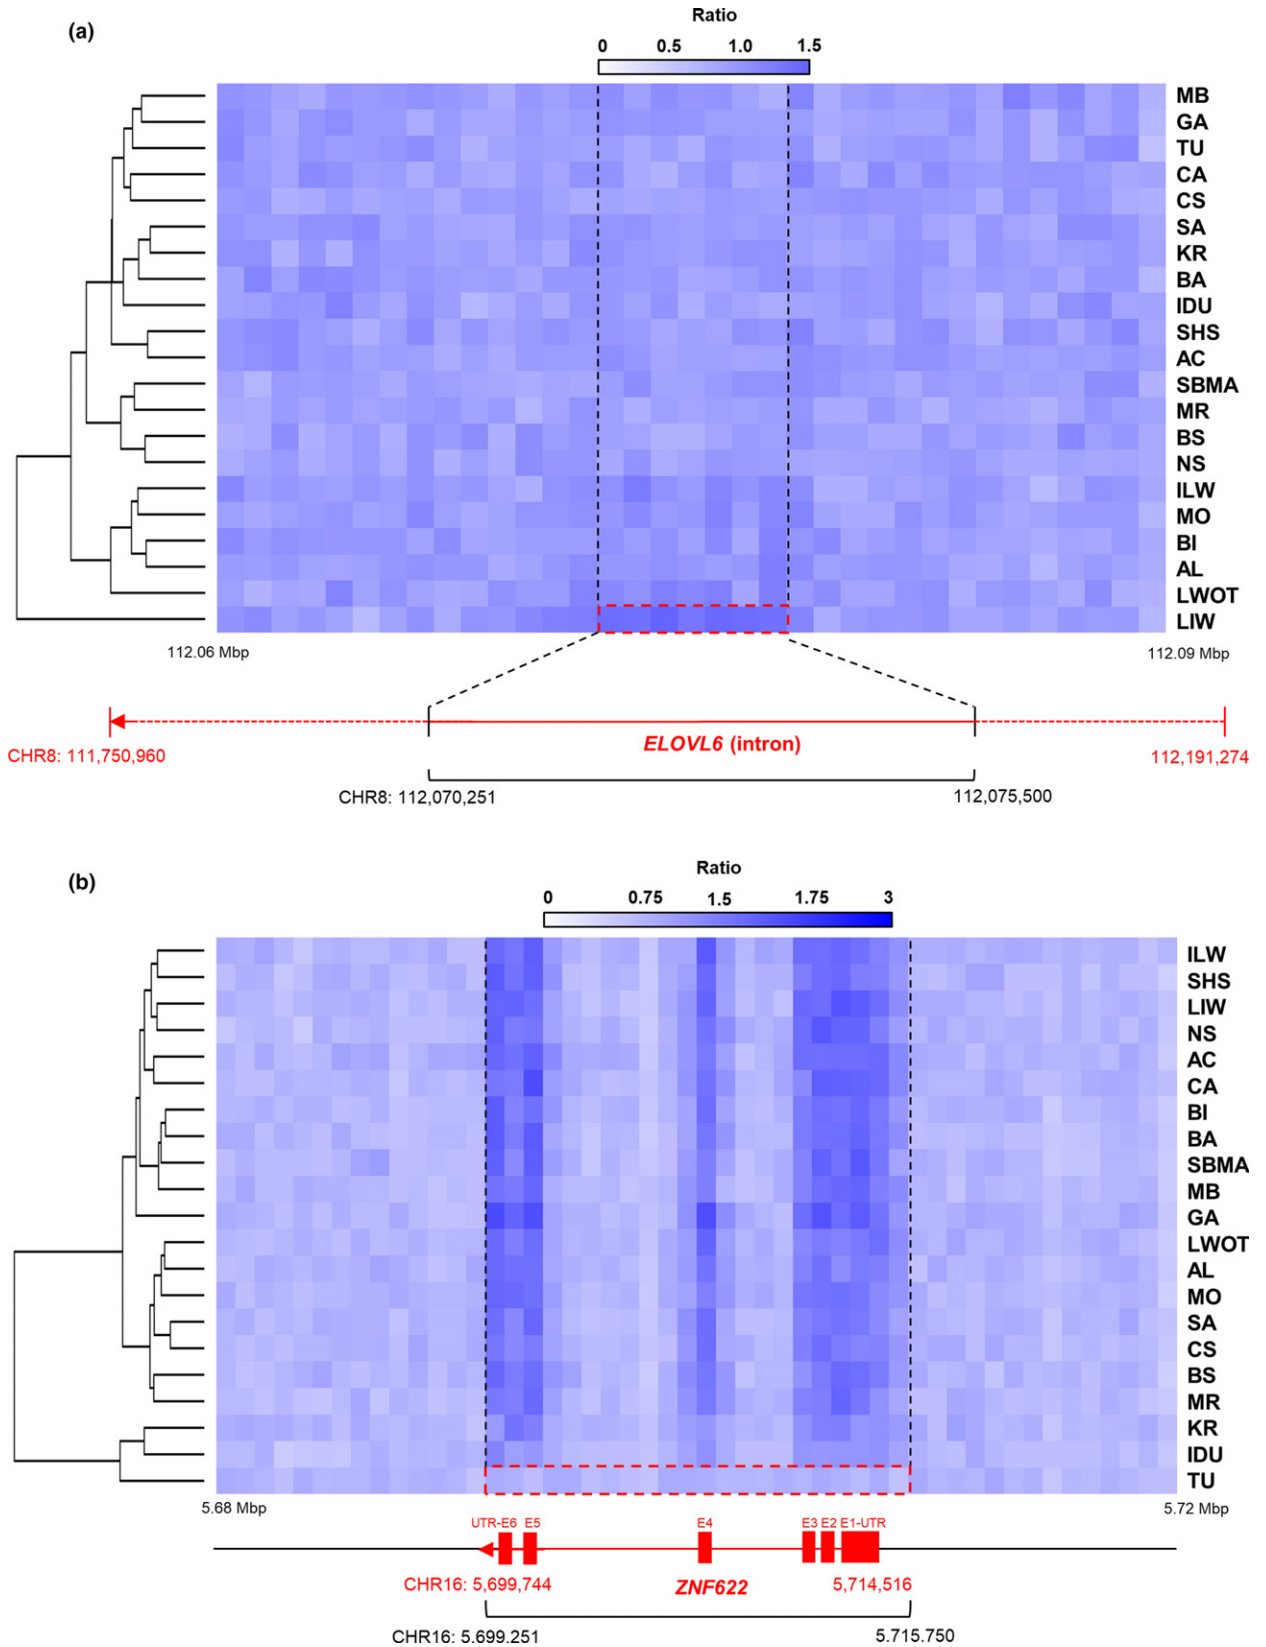 (a)
Ratio
0 0.5 1.0 1.5
MB
GA
TU
CA
CS
SA
KR
BA
IDU
SHS
AC
SBMA
MR
BS
NS
ILW
MO
BI
AL
LWOT
LIW
112.06 Mbp 112.09 Mbp
ELOVL6 (intron)
CHR8: 111,750,960 112,191,274
CHR8: 112,070,251 112,075,500
(b)
Ratio
0 0.75 1.5 1.75 3
ILW
SHS
LIW
NS
AC
CA
BI
BA
SBMA
MB
GA
LWOT
AL
MO
SA
CS
BS
MR
KR
IDU
TU
5.68 Mbp 5.72 Mbp
UTR-E6 E5 E4 E3 E2 E1-UTR
CHR16: 5,699,744 ZNF622 5,714,516
CHR16: 5.699.251 5.715.750